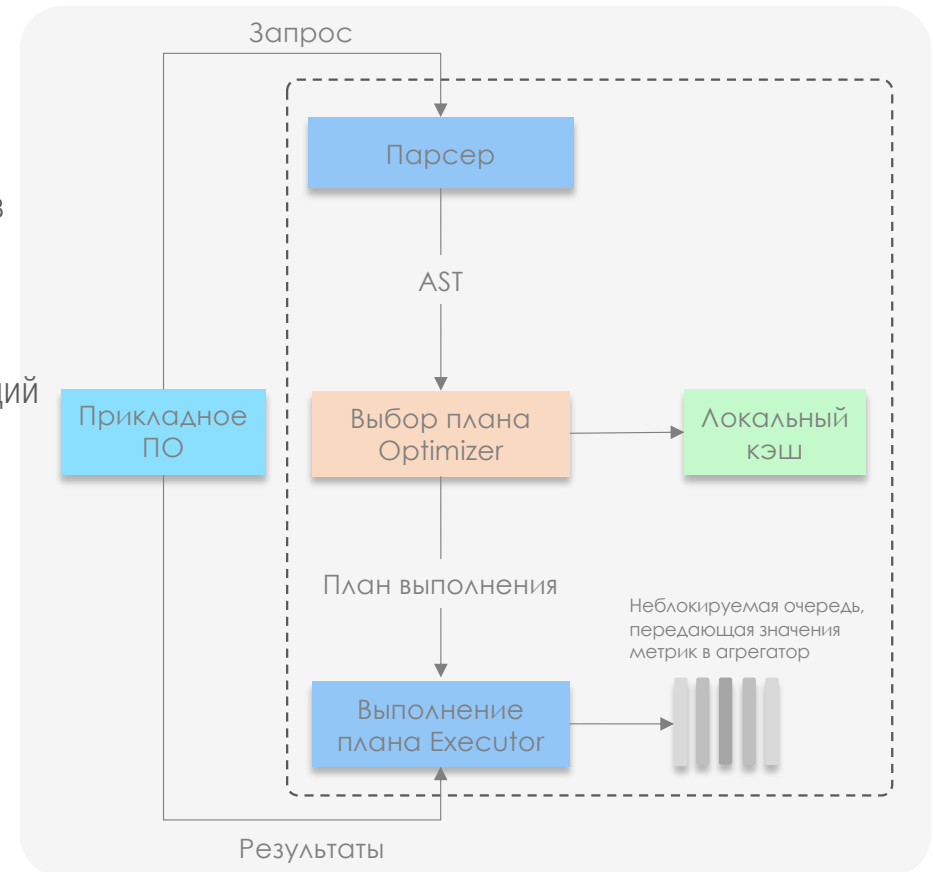 Запрос
Парсер
AST
Прикладное
ПО
Выбор плана
Optimizer
Локальный
кэш
План выполнения
Неблокируемая очередь,
передающая значения
метрик в агрегатор
Выполнение
плана Executor
Результаты